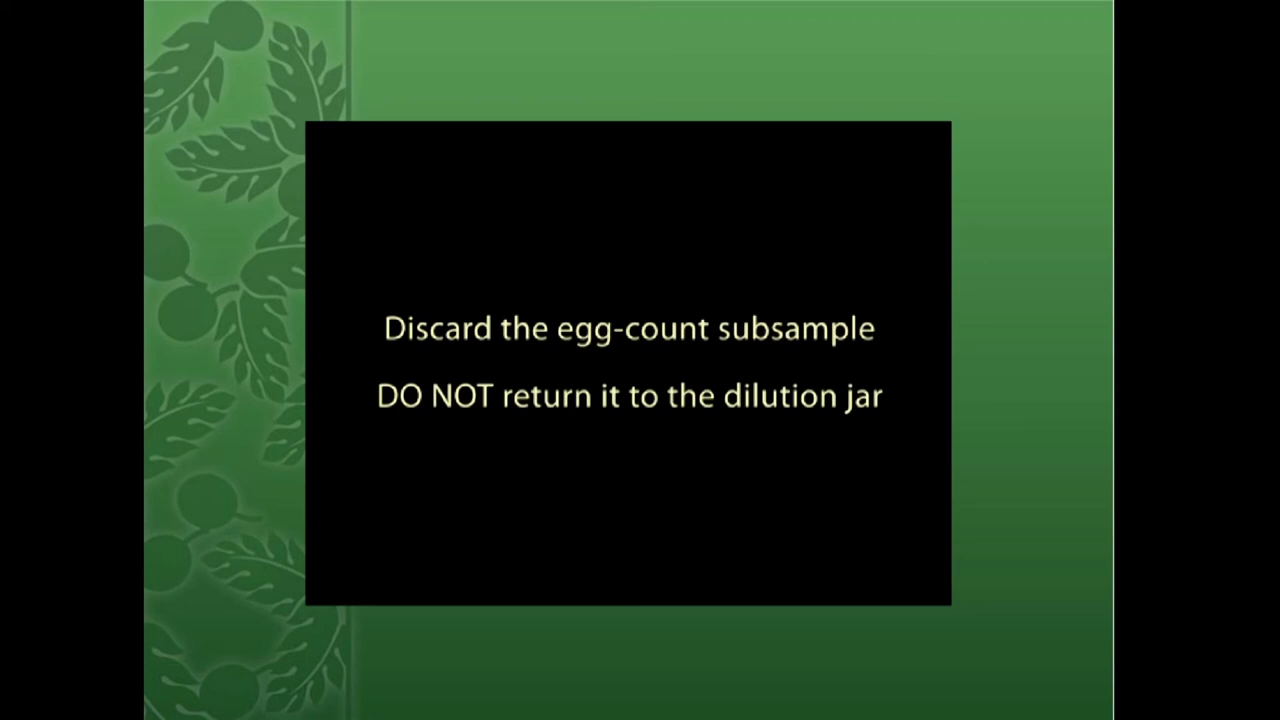 Discard the egg-count subsample
DO NOT return it to the dilution jar